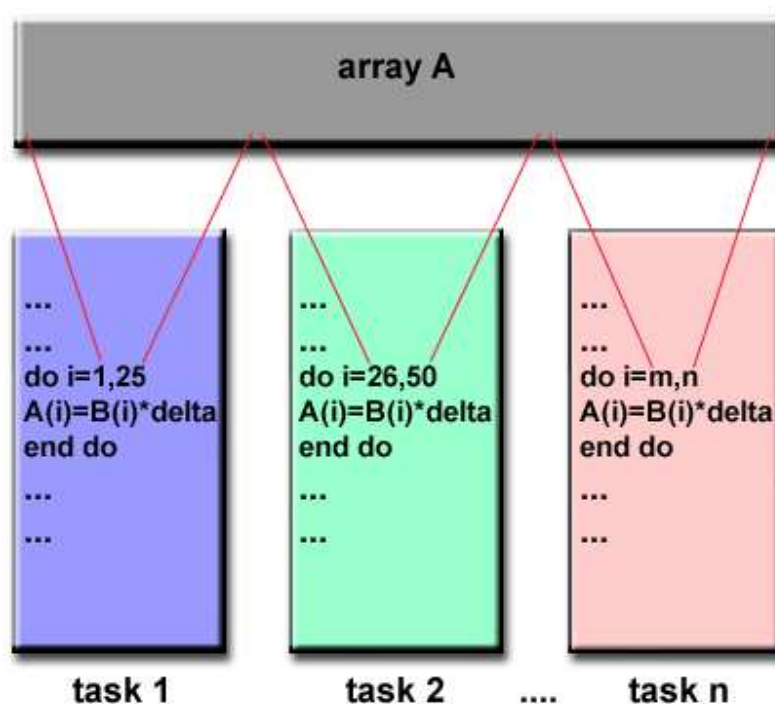 array A
...
...
do i=1,25
A(i)=B(i)*delta
end do
...
...
...
...
do i=26,50
A(i)=B(i)*delta
end do
...
...
...
...
do i=m,n
A(i)=B(i)*delta
end do
...
...
task 1
task 2
....
task n